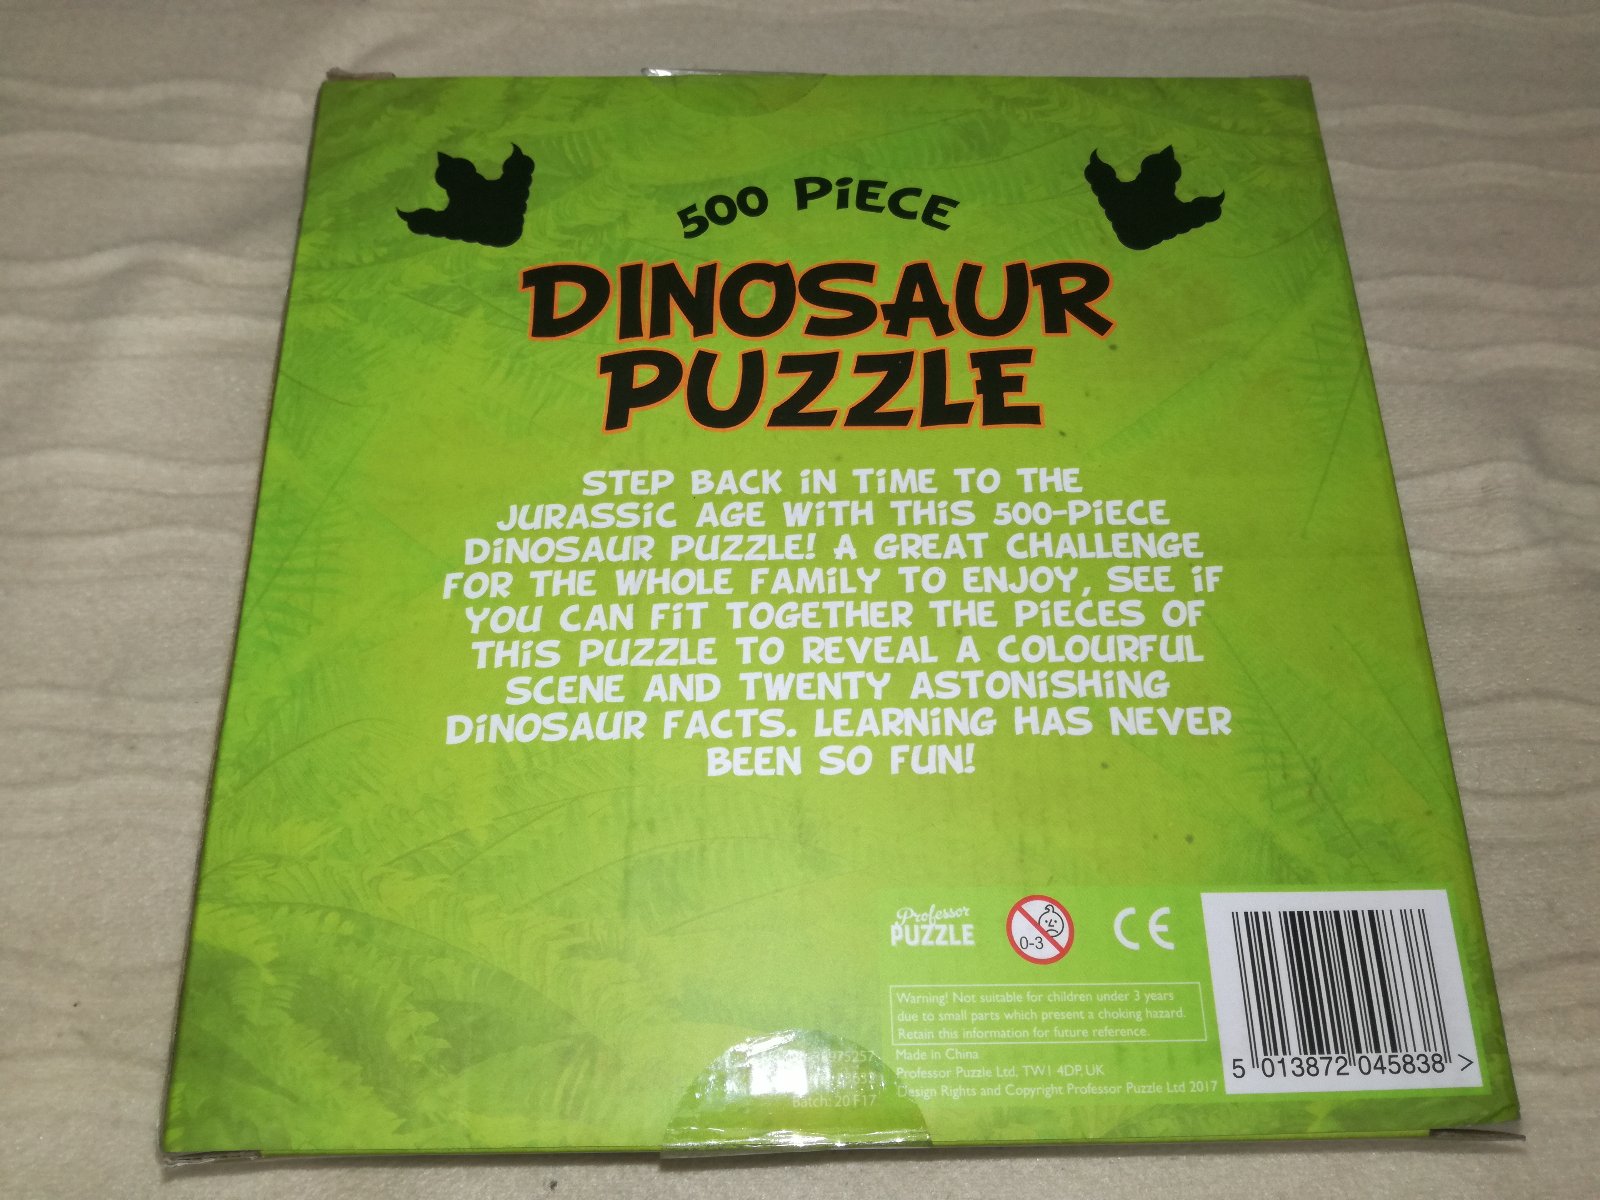 500 PiECE
DINOSAUR
PUZZLE
STEP BACK iN TiME TO THE
JURASSiC AGE WiTH THiS 500-PiECE
DiNOSAUR PUZZLE! A GREAT CHALLENGE
FOR THE WHOLE FAMiLY TO ENJOY, SEE iF
YOU CAN FiT TOGETHER THE PiECES OF
THiS PUZZLE TO REVEAL A COLOURFUL
SCENE AND TWENTY ASTONiSHiNG
DiNOSAUR FACTS. LEARNiNG HAS NEVER
BEEN SO FUN!
Professor
PUZZLE
0-3
CE
Warning! Not suitable for children under 3 years
due to small parts which present a choking hazard.
Retain this information for future reference.
Made in China
Professor Puzzle Ltd, TW1 4DP, UK
Design Rights and Copyright Professor Puzzle Ltd 2017
Batch: 20F17
5 013872 045838 >